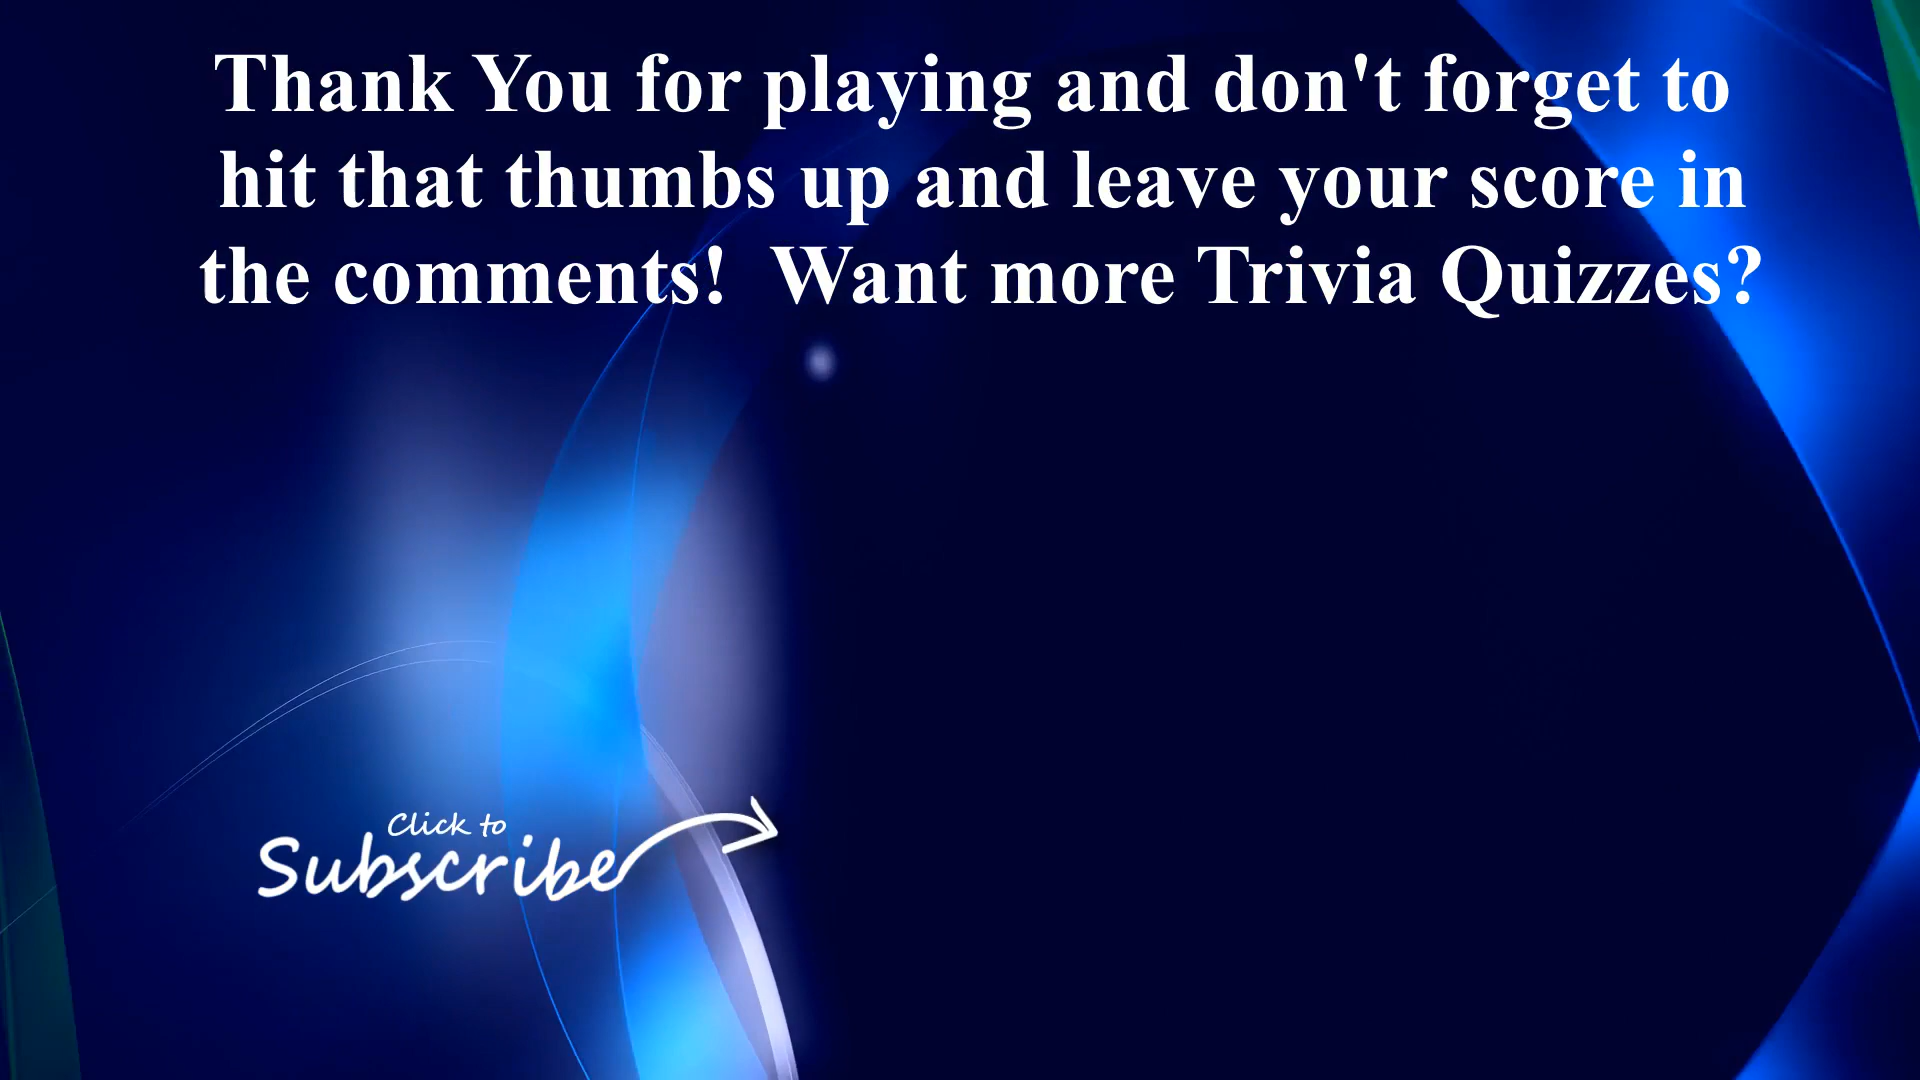 Thank You for playing and don't forget to
hit that thumbs up and leave your score in
the comments!  Want more Trivia Quizzes?
Click to
Subscribe